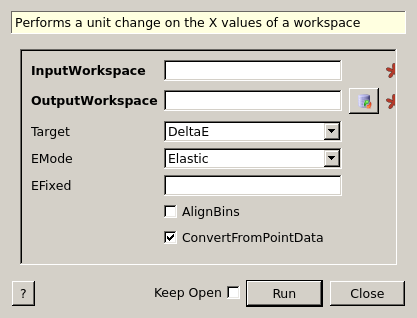 Performs a unit change on the X values of a workspace
InputWorkspace
OutputWorkspace
Target DeltaE
EMode Elastic
EFixed
AlignBins
ConvertFromPointData
? Keep Open Run Close